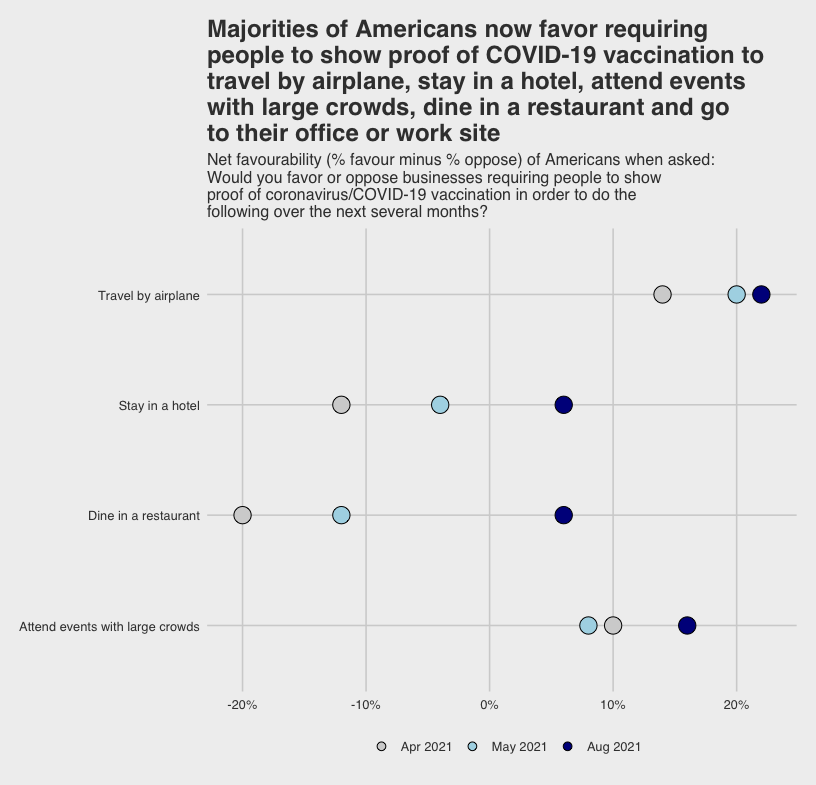 Majorities of Americans now favor requiring
people to show proof of COVID-19 vaccination to
travel by airplane, stay in a hotel, attend events
with large crowds, dine in a restaurant and go
to their office or work site
Net favourability (% favour minus % oppose) of Americans when asked:
Would you favor or oppose businesses requiring people to show
proof of coronavirus/COVID-19 vaccination in order to do the
following over the next several months?
Travel by airplane
Stay in a hotel
Dine in a restaurant
Attend events with large crowds
-20% -10% 0% 10% 20%
Apr 2021 May 2021 Aug 2021